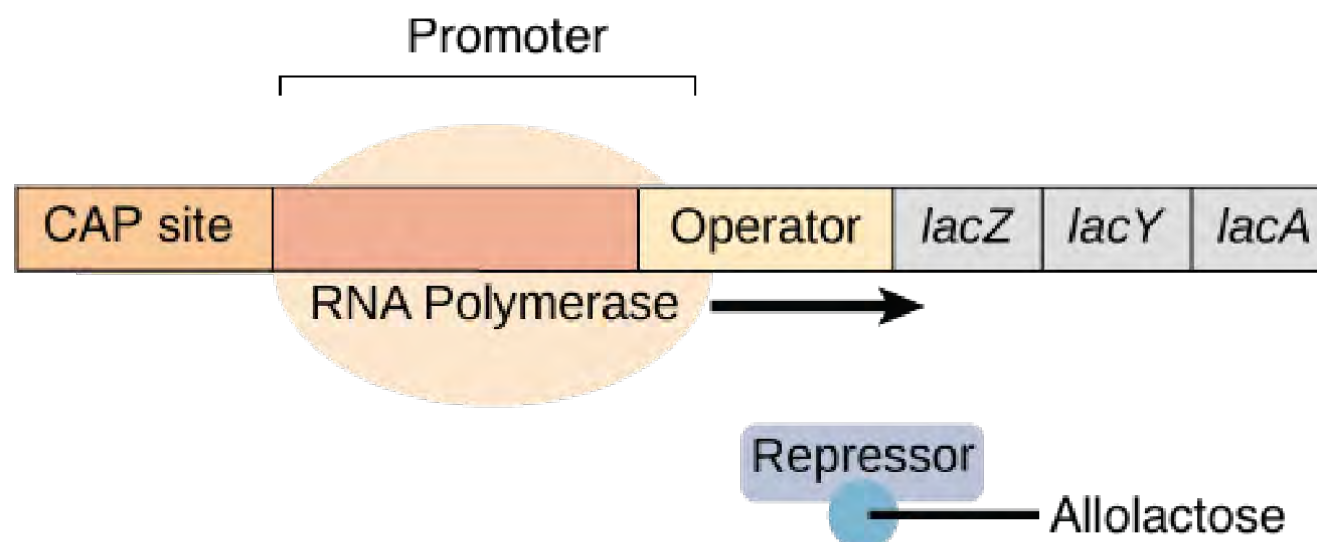 Promoter
CAP site Operator lacZ lacY lacA
RNA Polymerase
Repressor
Allolactose